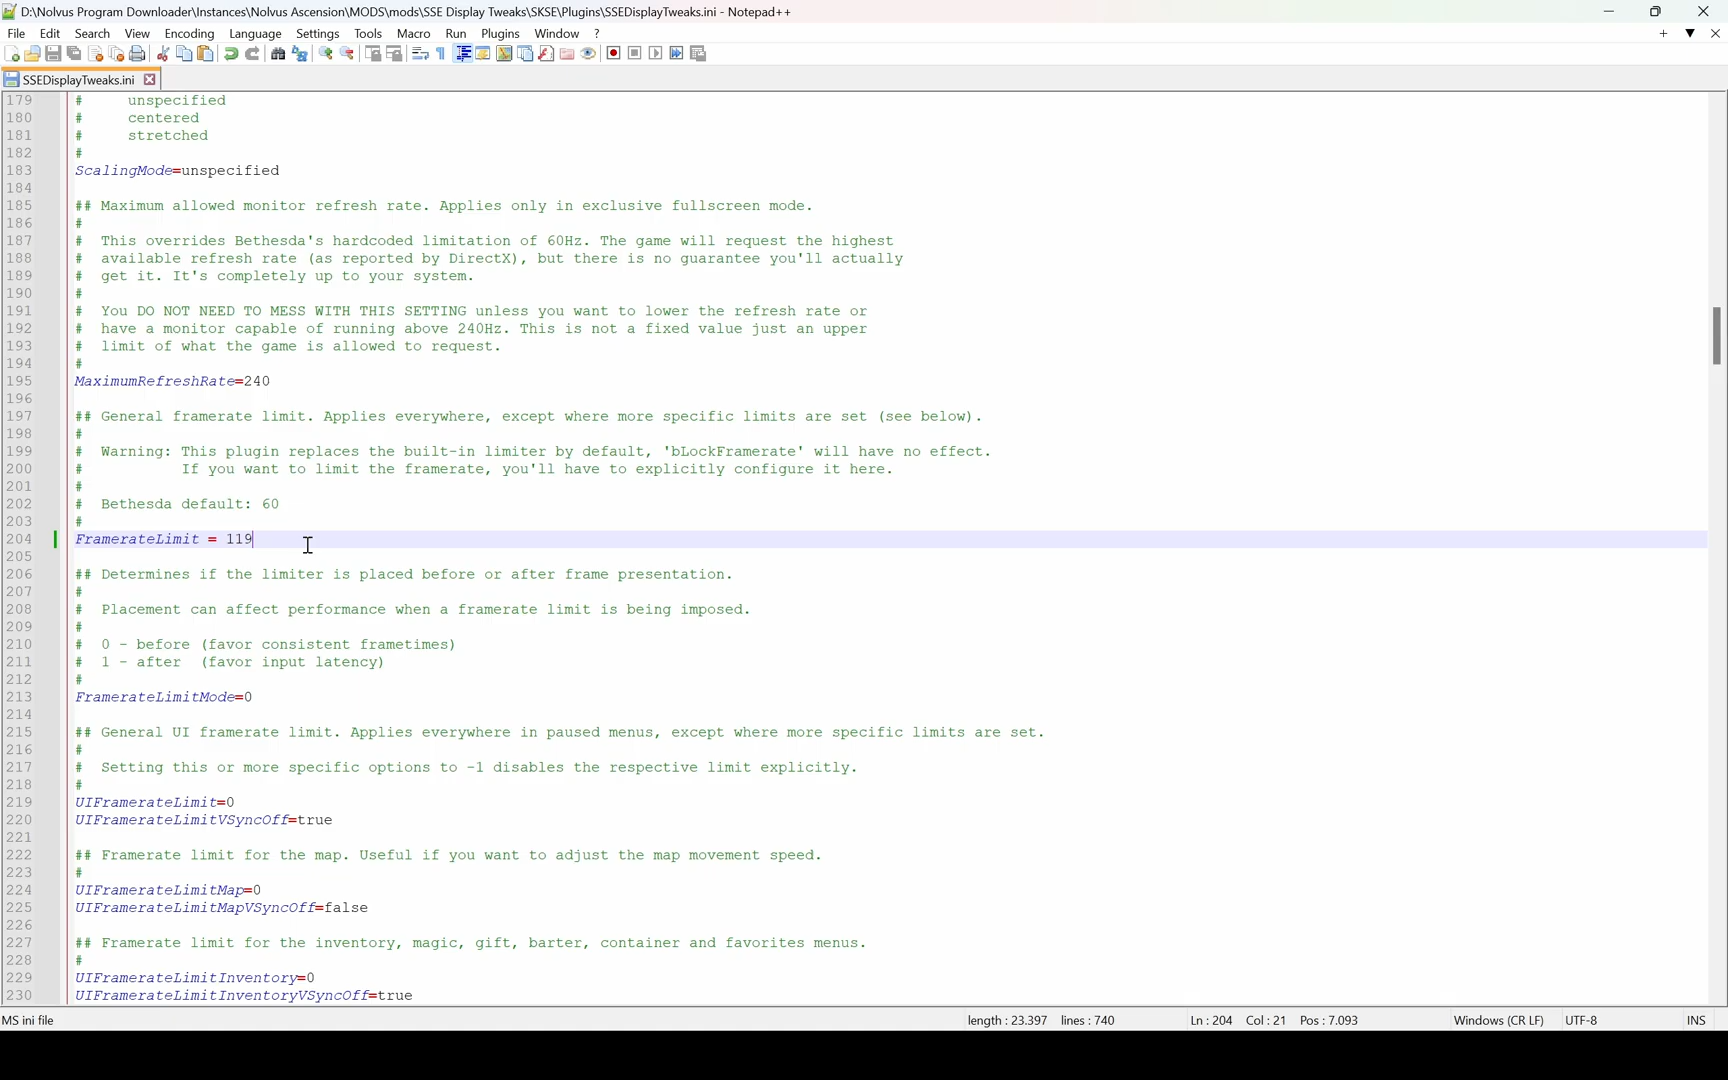 D:\Nolvus Program Downloader\Instances\Nolvus Ascension\MODS\mods\SSE Display Tweaks\SKSE\Plugins\SSEDisplayTweaks.ini - Notepad++
File Edit Search View Encoding Language Settings Tools Macro Run Plugins Window ?
SSEDisplayTweaks.ini
179 # unspecified
180 # centered
181 # stretched
182 #
183 ScalingMode=unspecified
184
185 ## Maximum allowed monitor refresh rate. Applies only in exclusive fullscreen mode.
186 #
187 # This overrides Bethesda's hardcoded limitation of 60Hz. The game will request the highest
188 # available refresh rate (as reported by DirectX), but there is no guarantee you'll actually
189 # get it. It's completely up to your system.
190 #
191 # You DO NOT NEED TO MESS WITH THIS SETTING unless you want to lower the refresh rate or
192 # have a monitor capable of running above 240Hz. This is not a fixed value just an upper
193 # limit of what the game is allowed to request.
194 #
195 MaximumRefreshRate=240
196
197 ## General framerate limit. Applies everywhere, except where more specific limits are set (see below).
198 #
199 # Warning: This plugin replaces the built-in limiter by default, 'bLockFramerate' will have no effect.
200 # If you want to limit the framerate, you'll have to explicitly configure it here.
201 #
202 # Bethesda default: 60
203 #
204 FramerateLimit = 119
205
206 ## Determines if the limiter is placed before or after frame presentation.
207 #
208 # Placement can affect performance when a framerate limit is being imposed.
209 #
210 # 0 - before (favor consistent frametimes)
211 # 1 - after (favor input latency)
212 #
213 FramerateLimitMode=0
214
215 ## General UI framerate limit. Applies everywhere in paused menus, except where more specific limits are set.
216 #
217 # Setting this or more specific options to -1 disables the respective limit explicitly.
218 #
219 UIFramerateLimit=0
220 UIFramerateLimitVSyncOff=true
221
222 ## Framerate limit for the map. Useful if you want to adjust the map movement speed.
223 #
224 UIFramerateLimitMap=0
225 UIFramerateLimitMapVSyncOff=false
226
227 ## Framerate limit for the inventory, magic, gift, barter, container and favorites menus.
228 #
229 UIFramerateLimitInventory=0
230 UIFramerateLimitInventoryVSyncOff=true
MS ini file length : 23.397 lines : 740 Ln : 204 Col : 21 Pos : 7.093 Windows (CR LF) UTF-8 INS